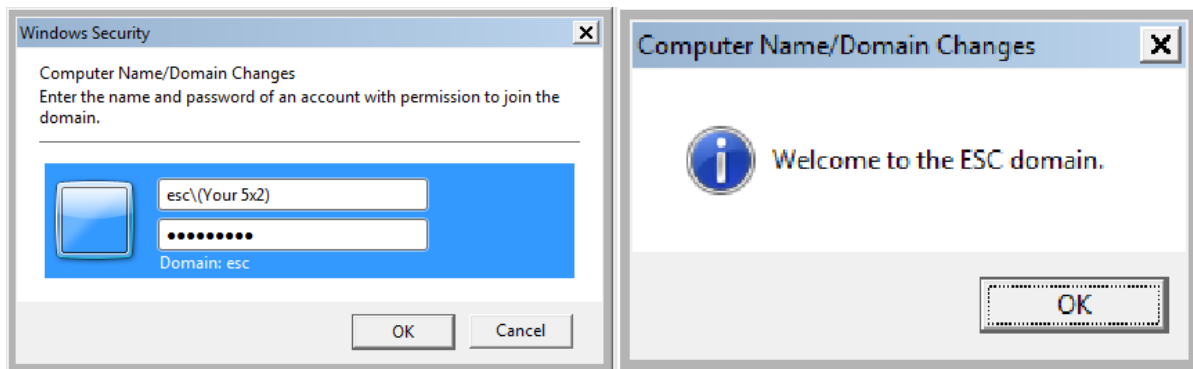 Windows Security
Computer Name/Domain Changes
Enter the name and password of an account with permission to join the
domain.
esc\(Your 5x2)
●●●●●●●●●
Domain: esc
OK
Cancel
Computer Name/Domain Changes
Welcome to the ESC domain.
OK